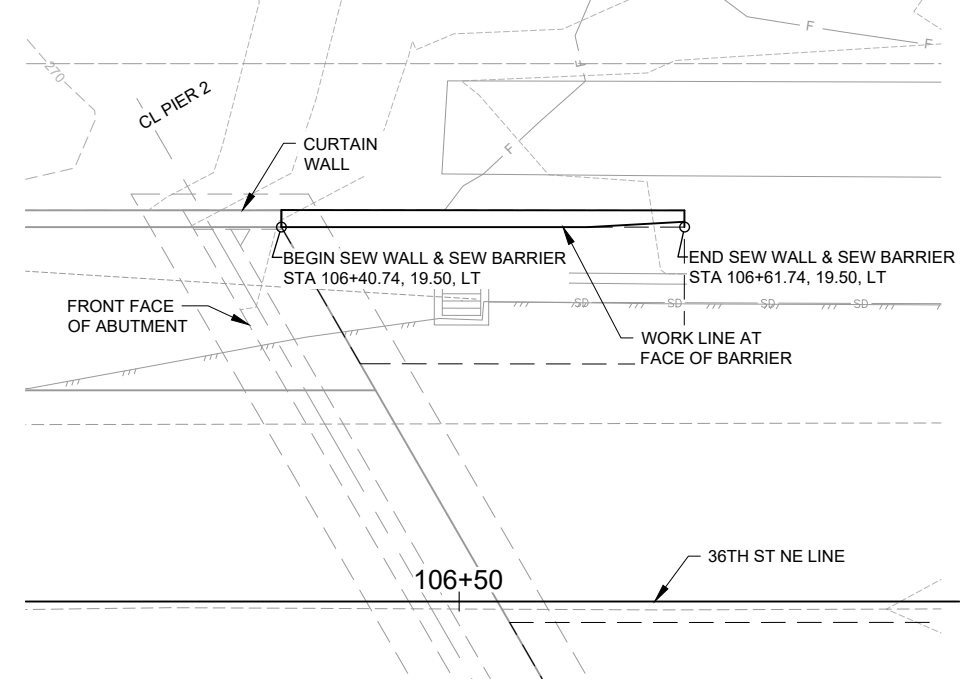 F
F
270
F
CL PIER 2
F
CURTAIN
WALL
BEGIN SEW WALL & SEW BARRIER
STA 106+40.74, 19.50, LT
END SEW WALL & SEW BARRIER
STA 106+61.74, 19.50, LT
FRONT FACE
OF ABUTMENT
SD
SD
SD
SD
WORK LINE AT
FACE OF BARRIER
36TH ST NE LINE
106+50